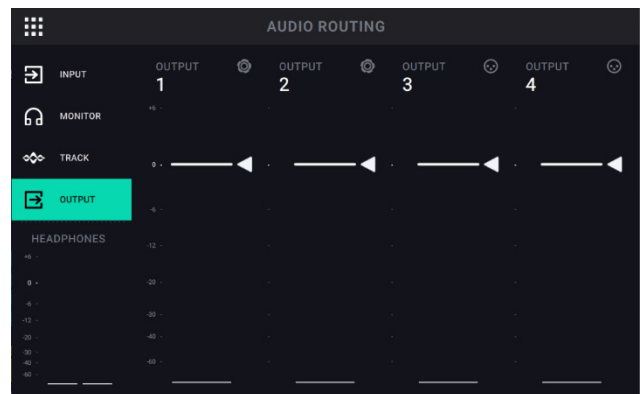 AUDIO ROUTING
INPUT
MONITOR
TRACK
OUTPUT
HEADPHONES
+6
0
-6
-12
-20
-30
-40
-60
OUTPUT
1
OUTPUT
2
OUTPUT
3
OUTPUT
4
+6
0
-6
-12
-20
-30
-40
-60